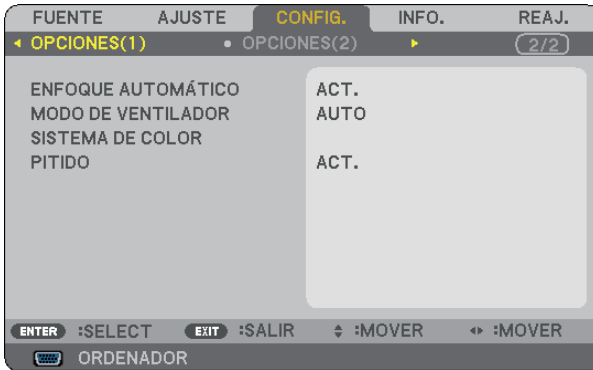 FUENTE AJUSTE CONFIG. INFO. REAJ.
OPCIONES(1) • OPCIONES(2) 2/2
ENFOQUE AUTOMÁTICO ACT.
MODO DE VENTILADOR AUTO
SISTEMA DE COLOR
PITIDO ACT.
ENTER :SELECT EXIT :SALIR :MOVER :MOVER
ORDENADOR